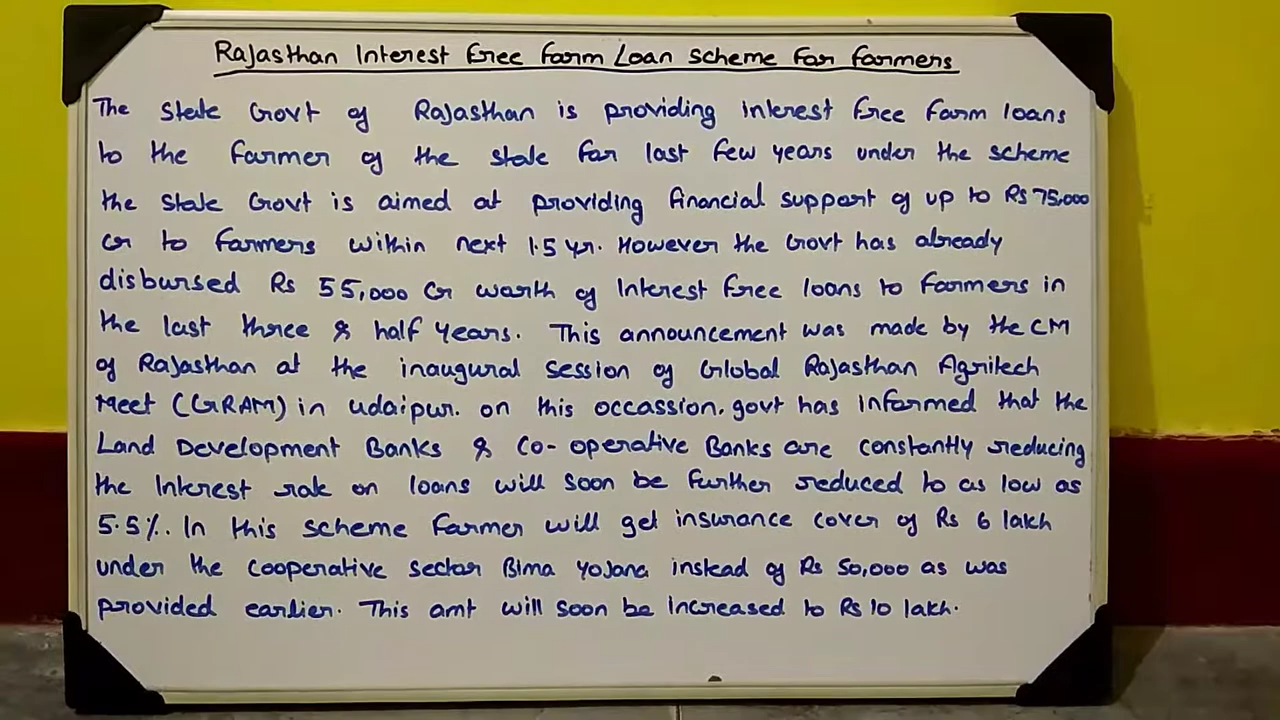 Rajasthan Interest free farm Loan scheme For farmers
The State Govt of Rajasthan is providing interest free farm loans
to the farmer of the state for last few years under the scheme
the State Govt is aimed at providing financial support of up to Rs 75,000
cr to farmers within next 1.5 yr. However the Govt has already
disbursed Rs 55,000 Cr worth of Interest free loans to farmers in
the last three & half years. This announcement was made by the CM
of Rajasthan at the inaugural session of Global Rajasthan Agritech
Meet (GRAM) in udaipur. on this occassion. govt has informed that the
Land Development Banks & Co-operative Banks are constantly reducing
the Interest rate on loans will soon be further reduced to as low as
5.5%. In this scheme farmer will get insurance cover of Rs 6 lakh
under the cooperative sector Bima Yojana instead of Rs 50,000 as was
provided earlier. This amt will soon be increased to Rs 10 lakh.